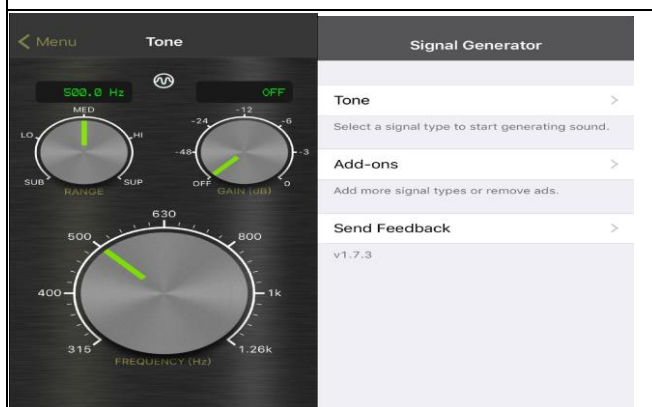 Menu
Tone
500.0 Hz
OFF
MED
LO
HI
SUB
SUP
RANGE
-12
-24
-6
-48
-3
OFF
0
GAIN (dB)
630
500
800
400
1k
315
1.26k
FREQUENCY (Hz)
Signal Generator
Tone
Select a signal type to start generating sound.
Add-ons
Add more signal types or remove ads.
Send Feedback
v1.7.3